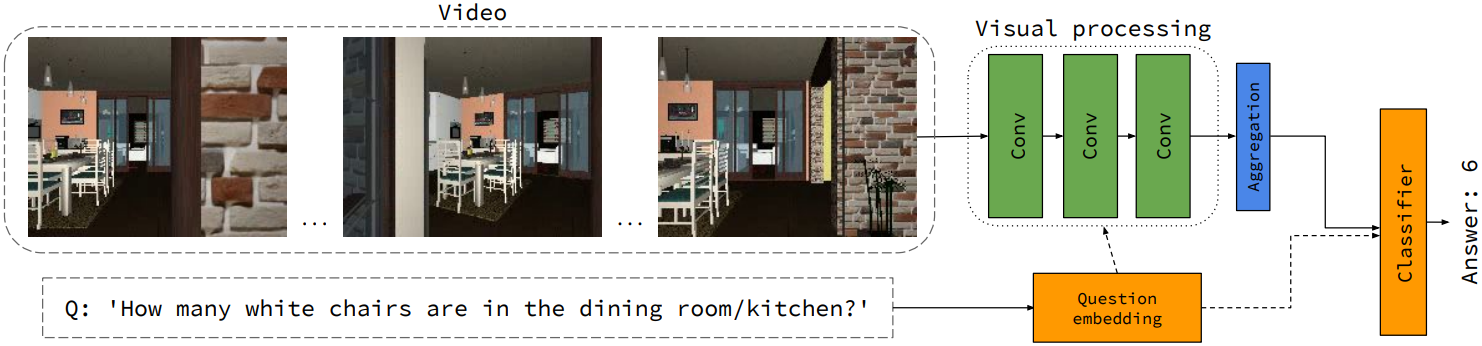 Video
... ...
Visual processing
Conv
Conv
Conv
Aggregation
Classifier
Answer: 6
Q: 'How many white chairs are in the dining room/kitchen?'
Question
embedding